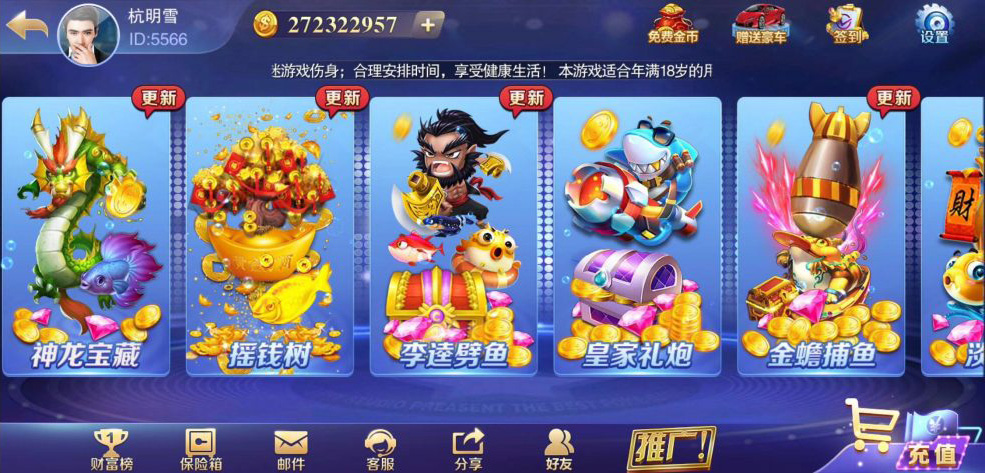 杭明雪
ID:5566
272322957
+
免费金币
赠送豪车
签到
设置
迷游戏伤身；合理安排时间，享受健康生活！ 本游戏适合年满18岁的
更新
更新
更新
更新
神龙宝藏
摇钱树
李逵劈鱼
皇家礼炮
金蟾捕鱼
財
财富榜
保险箱
邮件
客服
分享
好友
推广!
充值